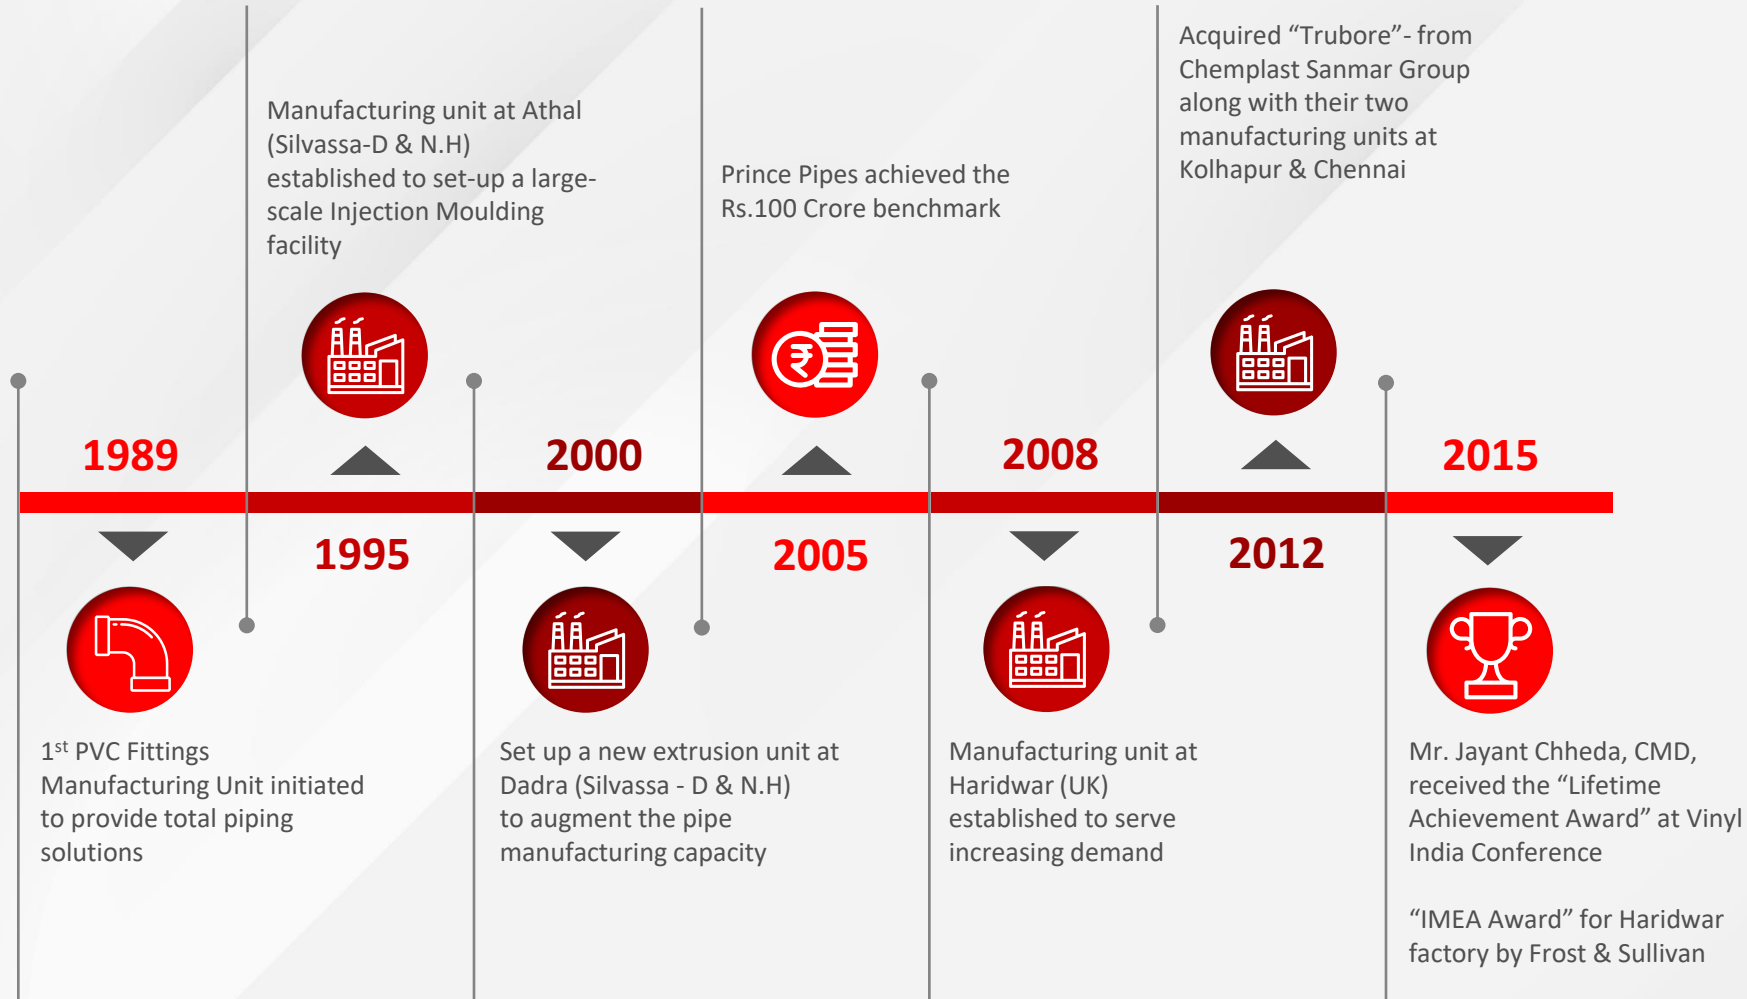 1989
1st PVC Fittings
Manufacturing Unit initiated
to provide total piping
solutions
Manufacturing unit at Athal
(Silvassa-D & N.H)
established to set-up a large-
scale Injection Moulding
facility
1995
2000
Set up a new extrusion unit at
Dadra (Silvassa - D & N.H)
to augment the pipe
manufacturing capacity
Prince Pipes achieved the
Rs.100 Crore benchmark
₹
2005
2008
Manufacturing unit at
Haridwar (UK)
established to serve
increasing demand
Acquired “Trubore”- from
Chemplast Sanmar Group
along with their two
manufacturing units at
Kolhapur & Chennai
2012
2015
Mr. Jayant Chheda, CMD,
received the “Lifetime
Achievement Award” at Vinyl
India Conference
“IMEA Award” for Haridwar
factory by Frost & Sullivan